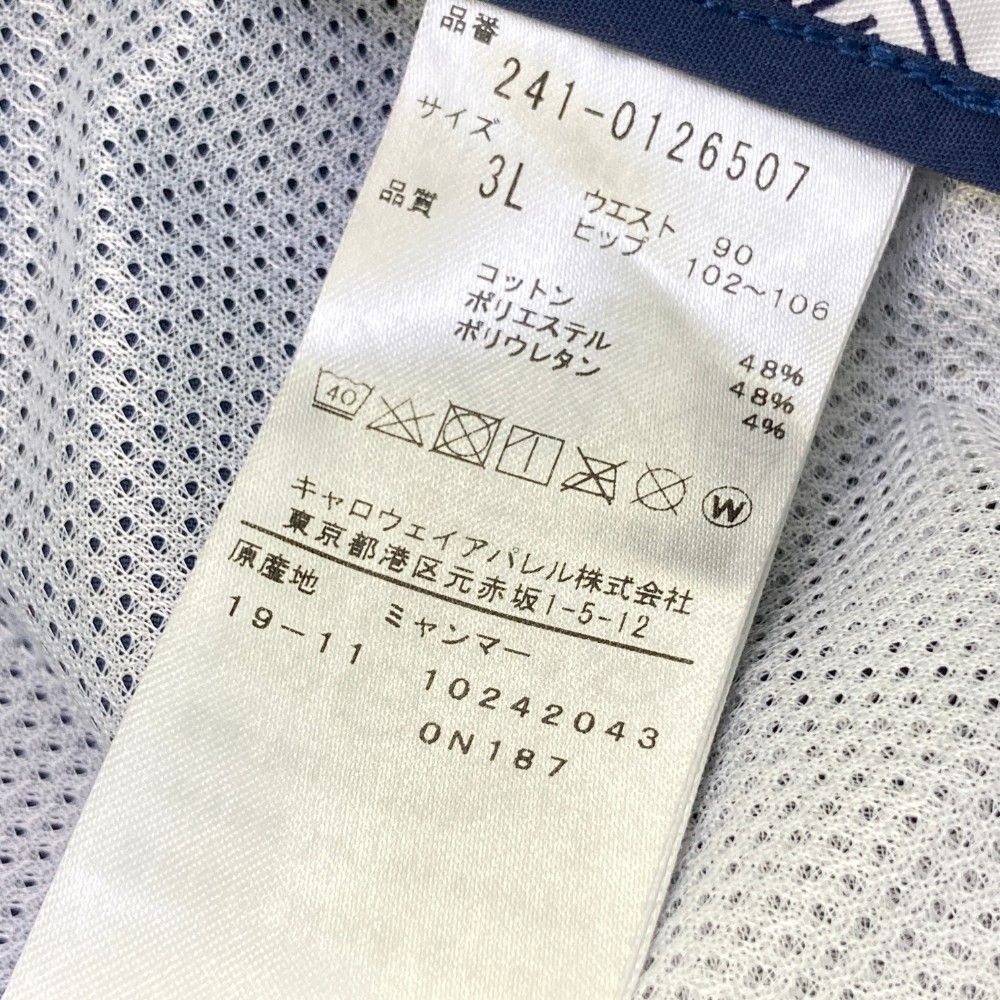 品番
241-0126507
サイズ
3L ウエスト 90
ヒップ 102～106
品質
コットン 48%
ポリエステル 48%
ポリウレタン 4%
40
W
キャロウェイアパレル株式会社
東京都港区元赤坂1-5-12
原産地 ミャンマー
19-11 10242043
0N187